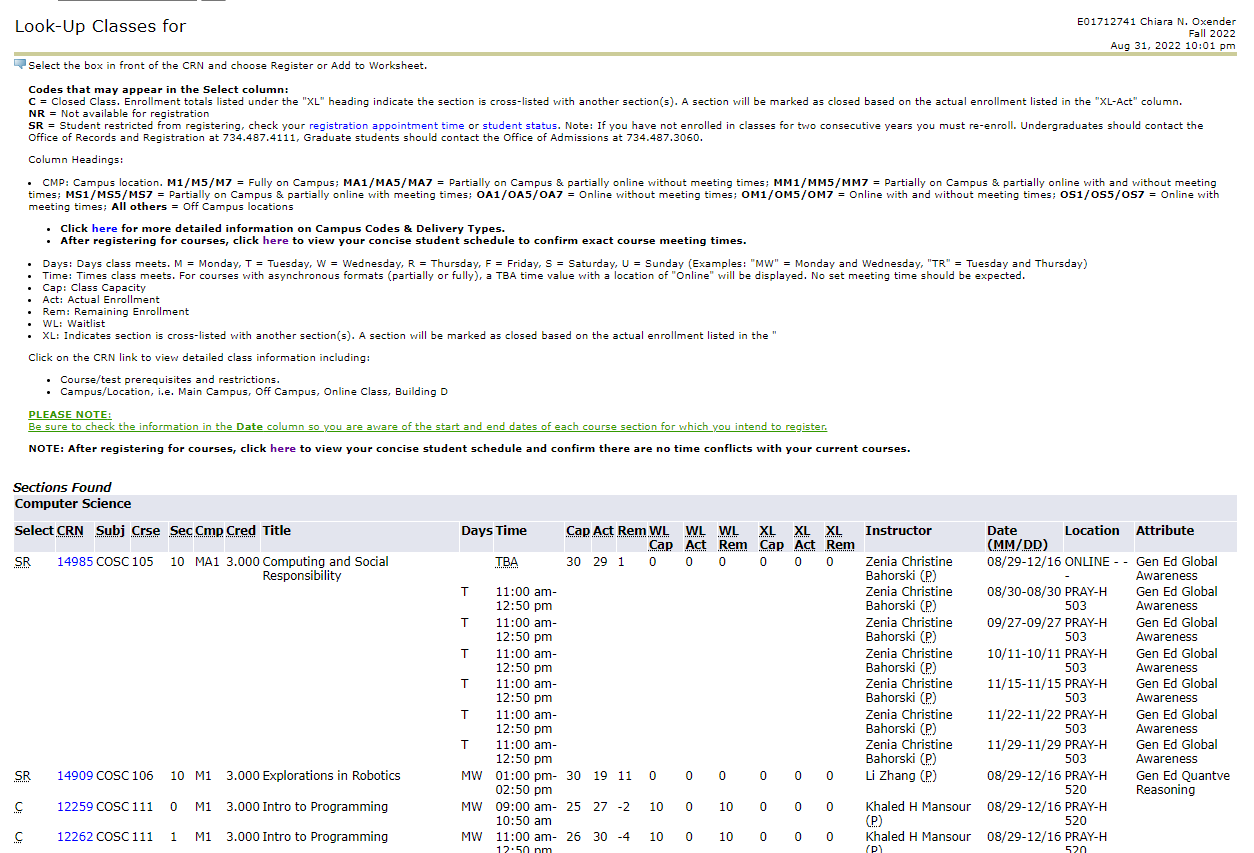 Look-Up Classes for
E01712741 Chiara N. Oxender
Fall 2022
Aug 31, 2022 10:01 pm
Select the box in front of the CRN and choose Register or Add to Worksheet.
Codes that may appear in the Select column:
C = Closed Class. Enrollment totals listed under the "XL" heading indicate the section is cross-listed with another section(s). A section will be marked as closed based on the actual enrollment listed in the "XL-Act" column.
NR = Not available for registration
SR = Student restricted from registering, check your registration appointment time or student status. Note: If you have not enrolled in classes for two consecutive years you must re-enroll. Undergraduates should contact the
Office of Records and Registration at 734.487.4111, Graduate students should contact the Office of Admissions at 734.487.3060.
Column Headings:
• CMP: Campus location. M1/M5/M7 = Fully on Campus; MA1/MA5/MA7 = Partially on Campus & partially online without meeting times; MM1/MM5/MM7 = Partially on Campus & partially online with and without meeting
times; MS1/MS5/MS7 = Partially on Campus & partially online with meeting times; OA1/OA5/OA7 = Online without meeting times; OM1/OM5/OM7 = Online with and without meeting times; OS1/OS5/OS7 = Online with
meeting times; All others = Off Campus locations
• Click here for more detailed information on Campus Codes & Delivery Types.
• After registering for courses, click here to view your concise student schedule to confirm exact course meeting times.
• Days: Days class meets. M = Monday, T = Tuesday, W = Wednesday, R = Thursday, F = Friday, S = Saturday, U = Sunday (Examples: "MW" = Monday and Wednesday, "TR" = Tuesday and Thursday)
• Time: Times class meets. For courses with asynchronous formats (partially or fully), a TBA time value with a location of "Online" will be displayed. No set meeting time should be expected.
• Cap: Class Capacity
• Act: Actual Enrollment
• Rem: Remaining Enrollment
• WL: Waitlist
• XL: Indicates section is cross-listed with another section(s). A section will be marked as closed based on the actual enrollment listed in the "
Click on the CRN link to view detailed class information including:
• Course/test prerequisites and restrictions.
• Campus/Location, i.e. Main Campus, Off Campus, Online Class, Building D
PLEASE NOTE:
Be sure to check the information in the Date column so you are aware of the start and end dates of each course section for which you intend to register.
NOTE: After registering for courses, click here to view your concise student schedule and confirm there are no time conflicts with your current courses.
Sections Found
Computer Science
Select CRN Subj Crse Sec Cmp Cred Title Days Time Cap Act Rem WL WL WL XL XL XL Instructor Date Location Attribute
Cap Act Rem Cap Act Rem (MM/DD)
SR 14985 COSC 105 10 MA1 3.000 Computing and Social TBA 30 29 1 0 0 0 0 0 0 Zenia Christine 08/29-12/16 ONLINE - - Gen Ed Global
Responsibility Bahorski (P) - Awareness
T 11:00 am- Zenia Christine 08/30-08/30 PRAY-H Gen Ed Global
12:50 pm Bahorski (P) 503 Awareness
T 11:00 am- Zenia Christine 09/27-09/27 PRAY-H Gen Ed Global
12:50 pm Bahorski (P) 503 Awareness
T 11:00 am- Zenia Christine 10/11-10/11 PRAY-H Gen Ed Global
12:50 pm Bahorski (P) 503 Awareness
T 11:00 am- Zenia Christine 11/15-11/15 PRAY-H Gen Ed Global
12:50 pm Bahorski (P) 503 Awareness
T 11:00 am- Zenia Christine 11/22-11/22 PRAY-H Gen Ed Global
12:50 pm Bahorski (P) 503 Awareness
T 11:00 am- Zenia Christine 11/29-11/29 PRAY-H Gen Ed Global
12:50 pm Bahorski (P) 503 Awareness
SR 14909 COSC 106 10 M1 3.000 Explorations in Robotics MW 01:00 pm- 30 19 11 0 0 0 0 0 0 Li Zhang (P) 08/29-12/16 PRAY-H Gen Ed Quantve
02:50 pm 520 Reasoning
C 12259 COSC 111 0 M1 3.000 Intro to Programming MW 09:00 am- 25 27 -2 10 0 10 0 0 0 Khaled H Mansour 08/29-12/16 PRAY-H
10:50 am (P) 520
C 12262 COSC 111 1 M1 3.000 Intro to Programming MW 11:00 am- 26 30 -4 10 0 10 0 0 0 Khaled H Mansour 08/29-12/16 PRAY-H
12:50 pm (P) 520